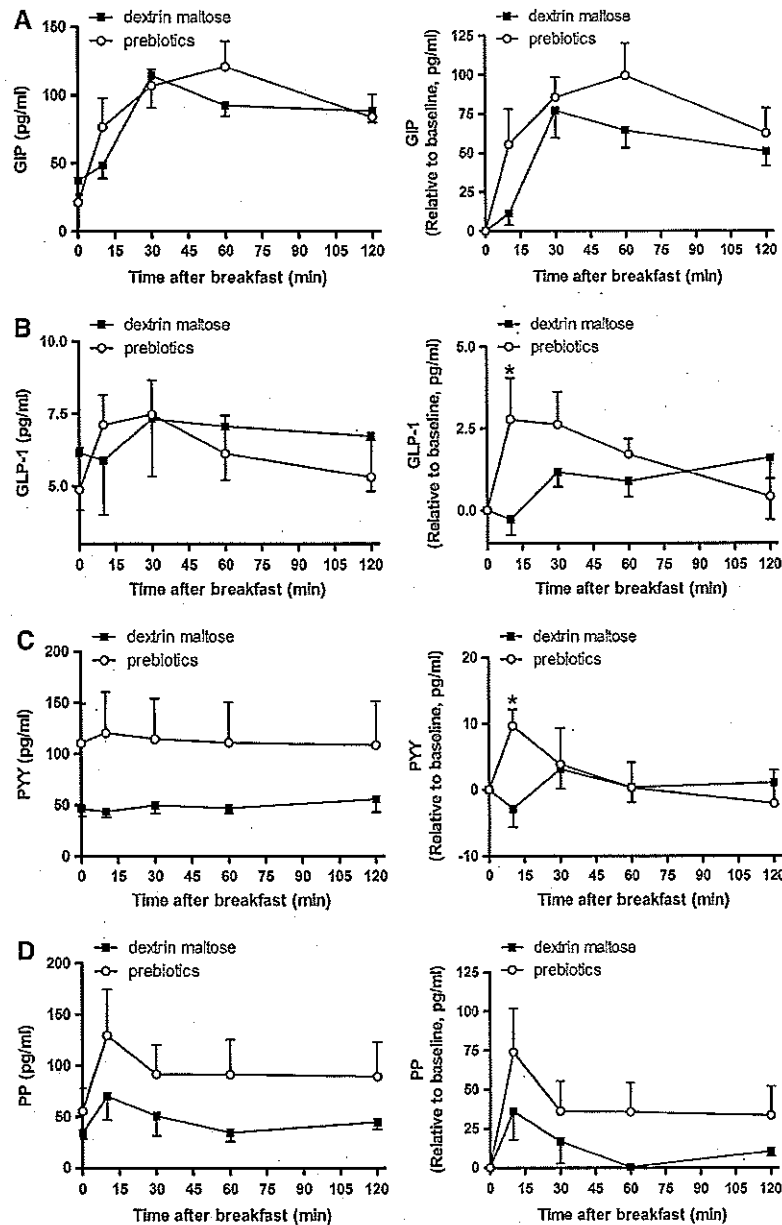 A
dextrin maltose
prebiotics
GIP (pg/ml)
150
100
50
0
0 15 30 45 60 75 90 105 120
Time after breakfast (min)
dextrin maltose
prebiotics
GIP
(Relative to baseline, pg/ml)
125
100
75
50
25
0
0 15 30 45 60 75 90 105 120
Time after breakfast (min)
B
dextrin maltose
prebiotics
GLP-1 (pg/ml)
10.0
7.5
5.0
0 15 30 45 60 75 90 105 120
Time after breakfast (min)
dextrin maltose
prebiotics
GLP-1
(Relative to baseline, pg/ml)
5.0
2.5
0.0
*
0 15 30 45 60 75 90 105 120
Time after breakfast (min)
C
dextrin maltose
prebiotics
PYY (pg/ml)
200
150
100
50
0
0 15 30 45 60 75 90 105 120
Time after breakfast (min)
dextrin maltose
prebiotics
PYY
(Relative to baseline, pg/ml)
20
10
0
-10
*
0 15 30 45 60 75 90 105 120
Time after breakfast (min)
D
dextrin maltose
prebiotics
PP (pg/ml)
200
150
100
50
0
0 15 30 45 60 75 90 105 120
Time after breakfast (min)
dextrin maltose
prebiotics
PP
(Relative to baseline, pg/ml)
125
100
75
50
25
0
0 15 30 45 60 75 90 105 120
Time after breakfast (min)